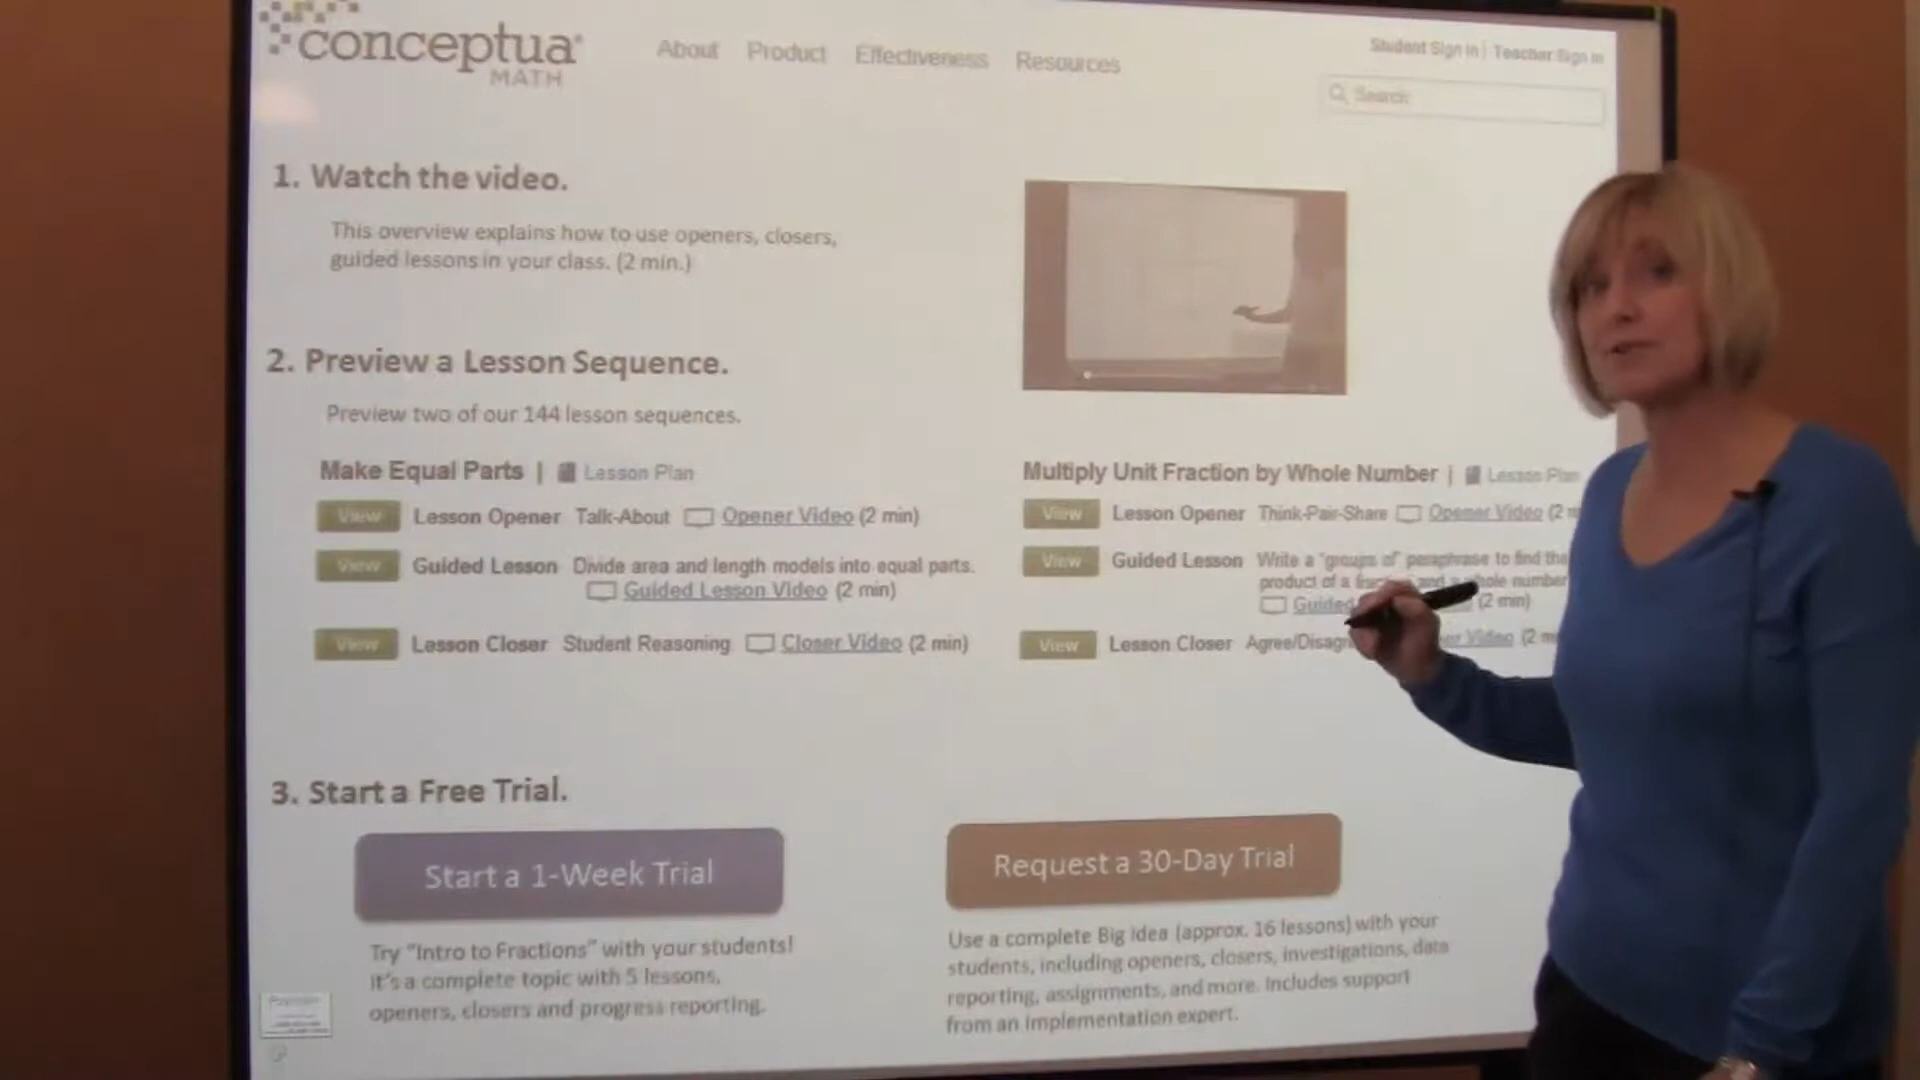 conceptua
MATH
About Product Effectiveness Resources
Student Sign In | Teacher Sign In
Search
1. Watch the video.
This overview explains how to use openers, closers,
guided lessons in your class. (2 min.)
2. Preview a Lesson Sequence.
Preview two of our 144 lesson sequences.
Make Equal Parts | Lesson Plan
View Lesson Opener Talk-About Opener Video (2 min)
View Guided Lesson Divide area and length models into equal parts.
Guided Lesson Video (2 min)
View Lesson Closer Student Reasoning Closer Video (2 min)
Multiply Unit Fraction by Whole Number | Lesson Plan
View Lesson Opener Think-Pair-Share Opener Video (2
View Guided Lesson Write a "groups of" paraphrase to find the
product of a and a whole number
Guided (2 min)
View Lesson Closer Video (2
3. Start a Free Trial.
Start a 1-Week Trial
Try "Intro to Fractions" with your students!
It's a complete topic with 5 lessons,
openers, closers and progress reporting.
Request a 30-Day Trial
Use a complete Big Idea (approx. 16 lessons) with your
students, including openers, closers, investigations, data
reporting, assignments, and more. Includes support
from an implementation expert.